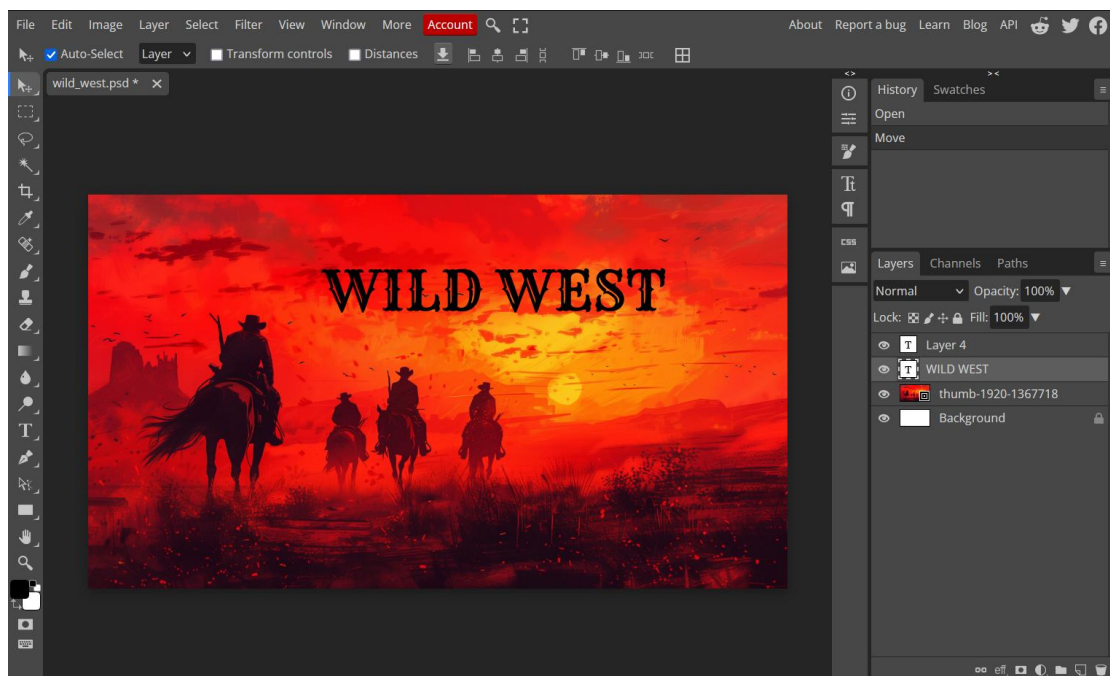 File Edit Image Layer Select Filter View Window More Account About Report a bug Learn Blog API
Auto-Select Layer Transform controls Distances
wild_west.psd * 
History Swatches
Open
Move
CSS
Layers Channels Paths
Normal Opacity: 100%
Lock: Fill: 100%
T Layer 4
T WILD WEST
thumb-1920-1367718
Background
WILD WEST
eff